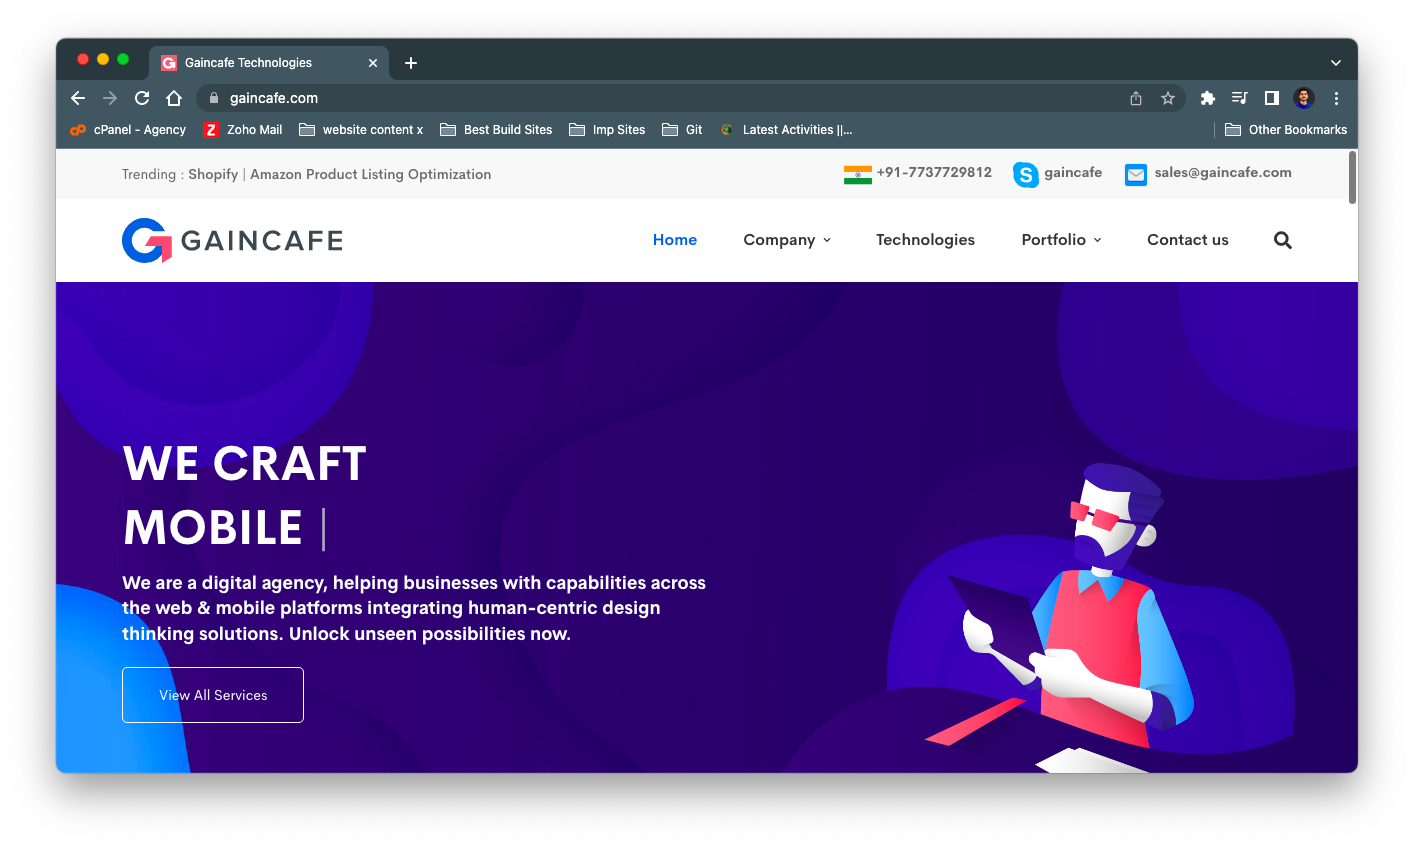 Gaincafe Technologies
gaincafe.com
cPanel - Agency Zoho Mail website content x Best Build Sites Imp Sites Git Latest Activities ||... Other Bookmarks
Trending : Shopify | Amazon Product Listing Optimization +91-7737729812 gaincafe sales@gaincafe.com
GAINCAFE Home Company Technologies Portfolio Contact us
WE CRAFT
MOBILE |
We are a digital agency, helping businesses with capabilities across
the web & mobile platforms integrating human-centric design
thinking solutions. Unlock unseen possibilities now.
View All Services